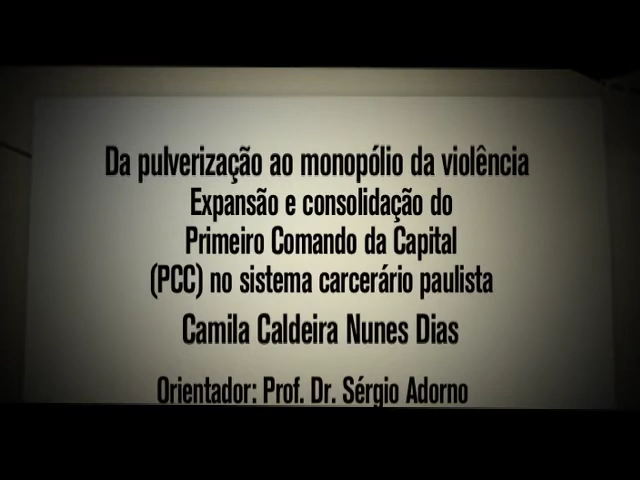 Da pulverização ao monopólio da violência
Expansão e consolidação do
Primeiro Comando da Capital
(PCC) no sistema carcerário paulista
Camila Caldeira Nunes Dias
Orientador: Prof. Dr. Sérgio Adorno